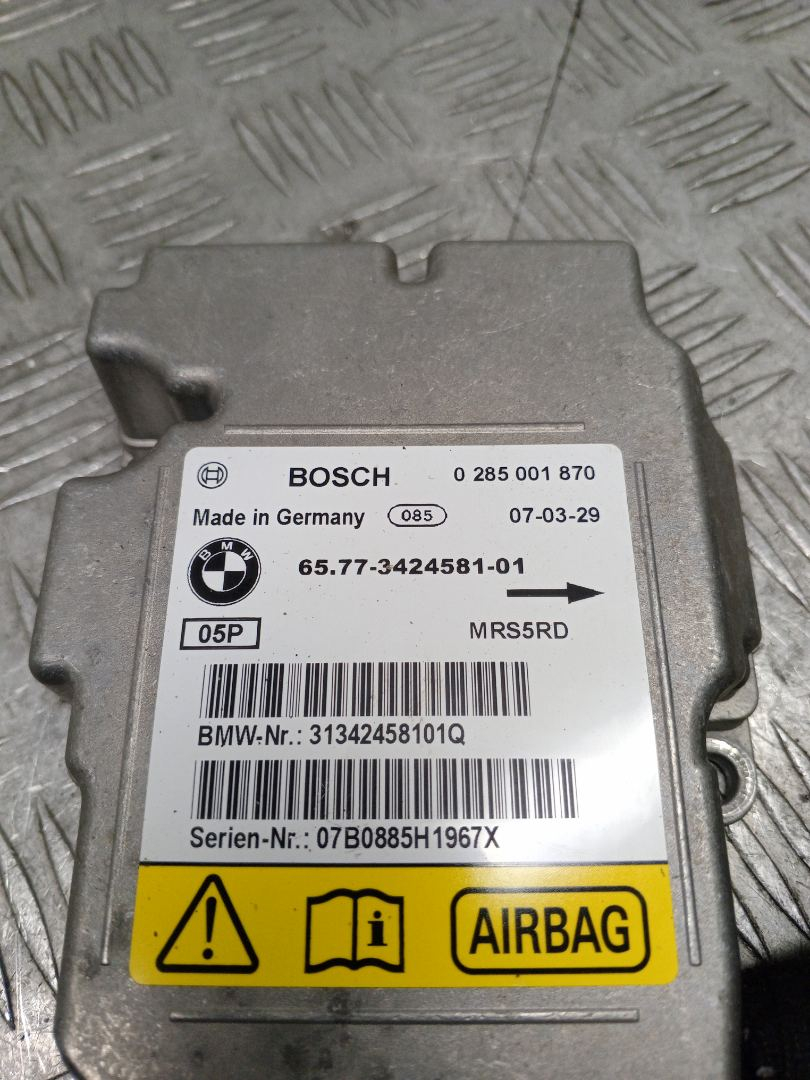 BOSCH 0 285 001 870
Made in Germany 085 07-03-29
BMW 65.77-3424581-01
05P MRS5RD
BMW-Nr.: 31342458101Q
Serien-Nr.: 07B0885H1967X
i AIRBAG